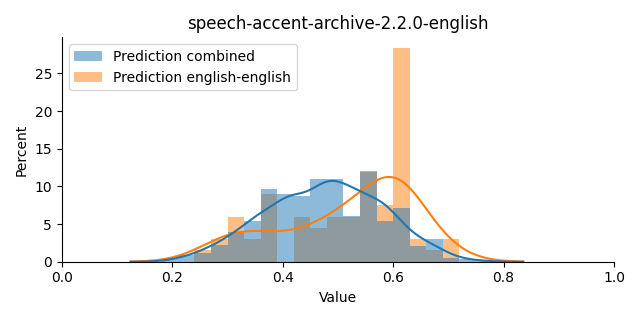 speech-accent-archive-2.2.0-english
Prediction combined
Prediction english-english
Percent
25
20
15
10
5
0
0.0 0.2 0.4 0.6 0.8 1.0
Value